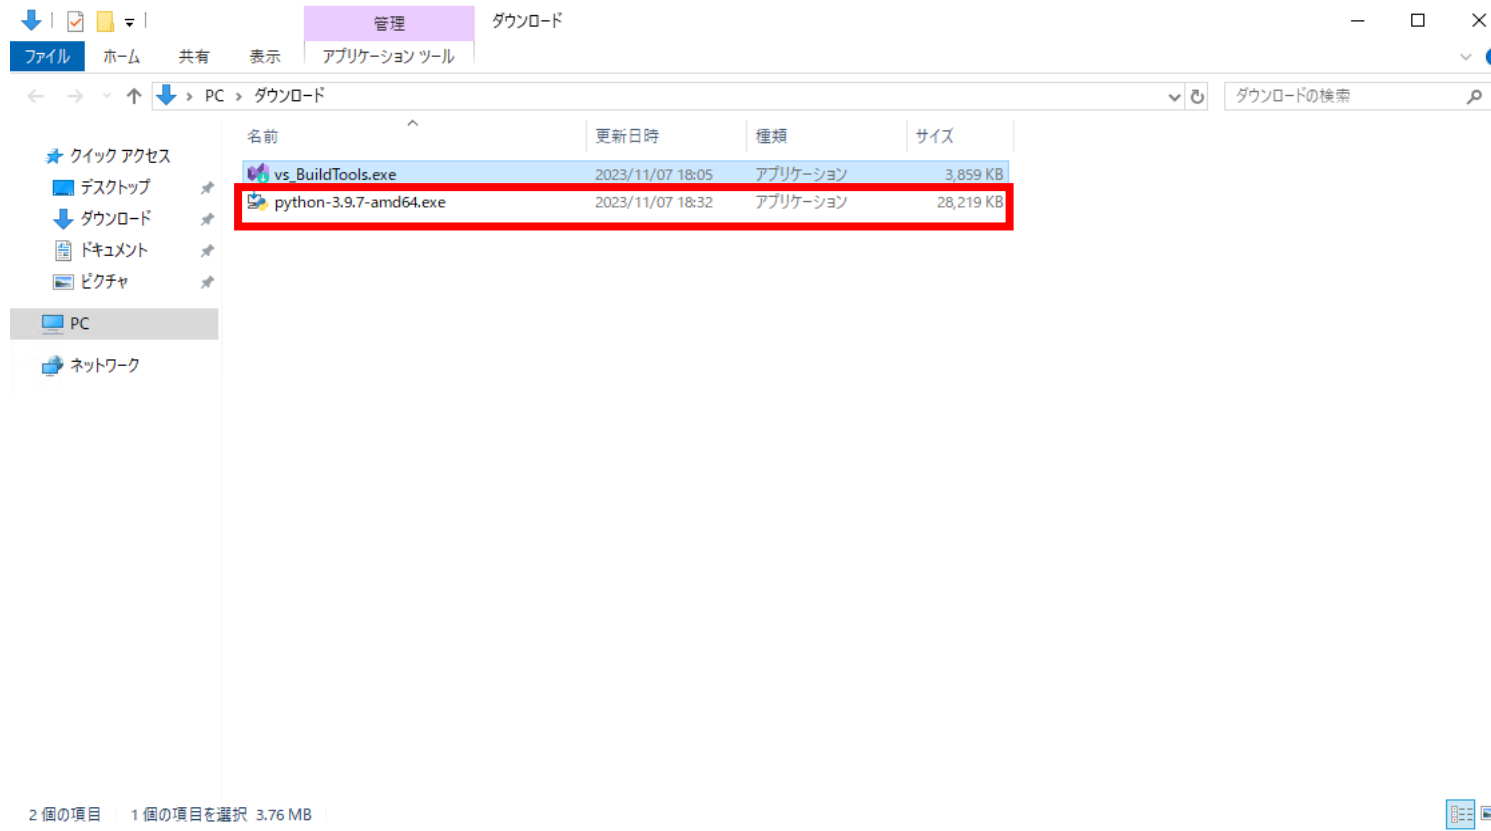 管理 ダウンロード
ファイル ホーム 共有 表示 アプリケーション ツール
PC ダウンロード ダウンロードの検索
名前 更新日時 種類 サイズ
クイック アクセス
デスクトップ
ダウンロード
ドキュメント
ピクチャ
PC
ネットワーク
vs_BuildTools.exe 2023/11/07 18:05 アプリケーション 3,859 KB
python-3.9.7-amd64.exe 2023/11/07 18:32 アプリケーション 28,219 KB
2 個の項目 1 個の項目を選択 3.76 MB